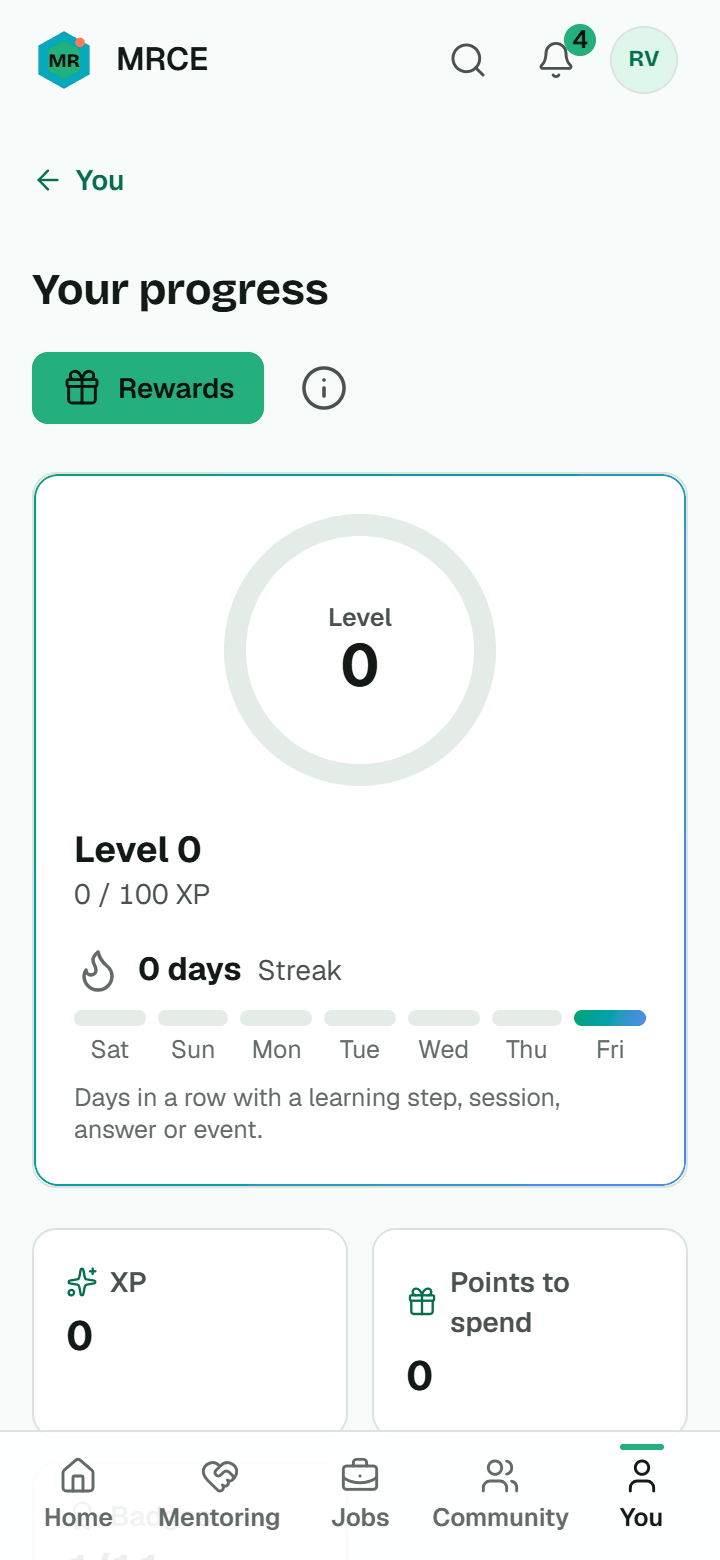 MR
MRCE
4
RV
You
Your progress
Rewards
Level
0
Level 0
0 / 100 XP
0 days Streak
Sat Sun Mon Tue Wed Thu Fri
Days in a row with a learning step, session,
answer or event.
XP
0
Points to
spend
0
Home Mentoring Jobs Community You